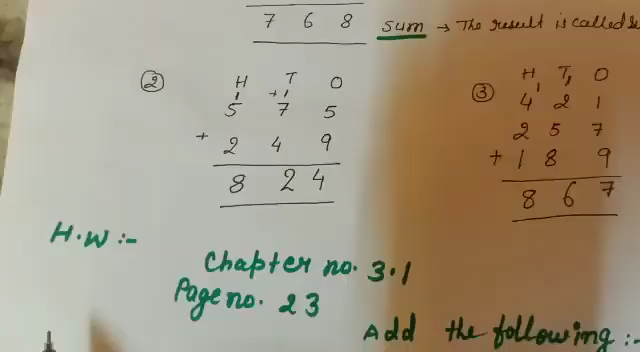 7 6 8 Sum → The result is called
② H T O
1 +1
5 7 5
+ 2 4 9
8 2 4
③ H T O
1 1
4 2 1
2 5 7
+ 1 8 9
8 6 7
H.W :-
Chapter no. 3.1
Page no. 23
Add the following :-